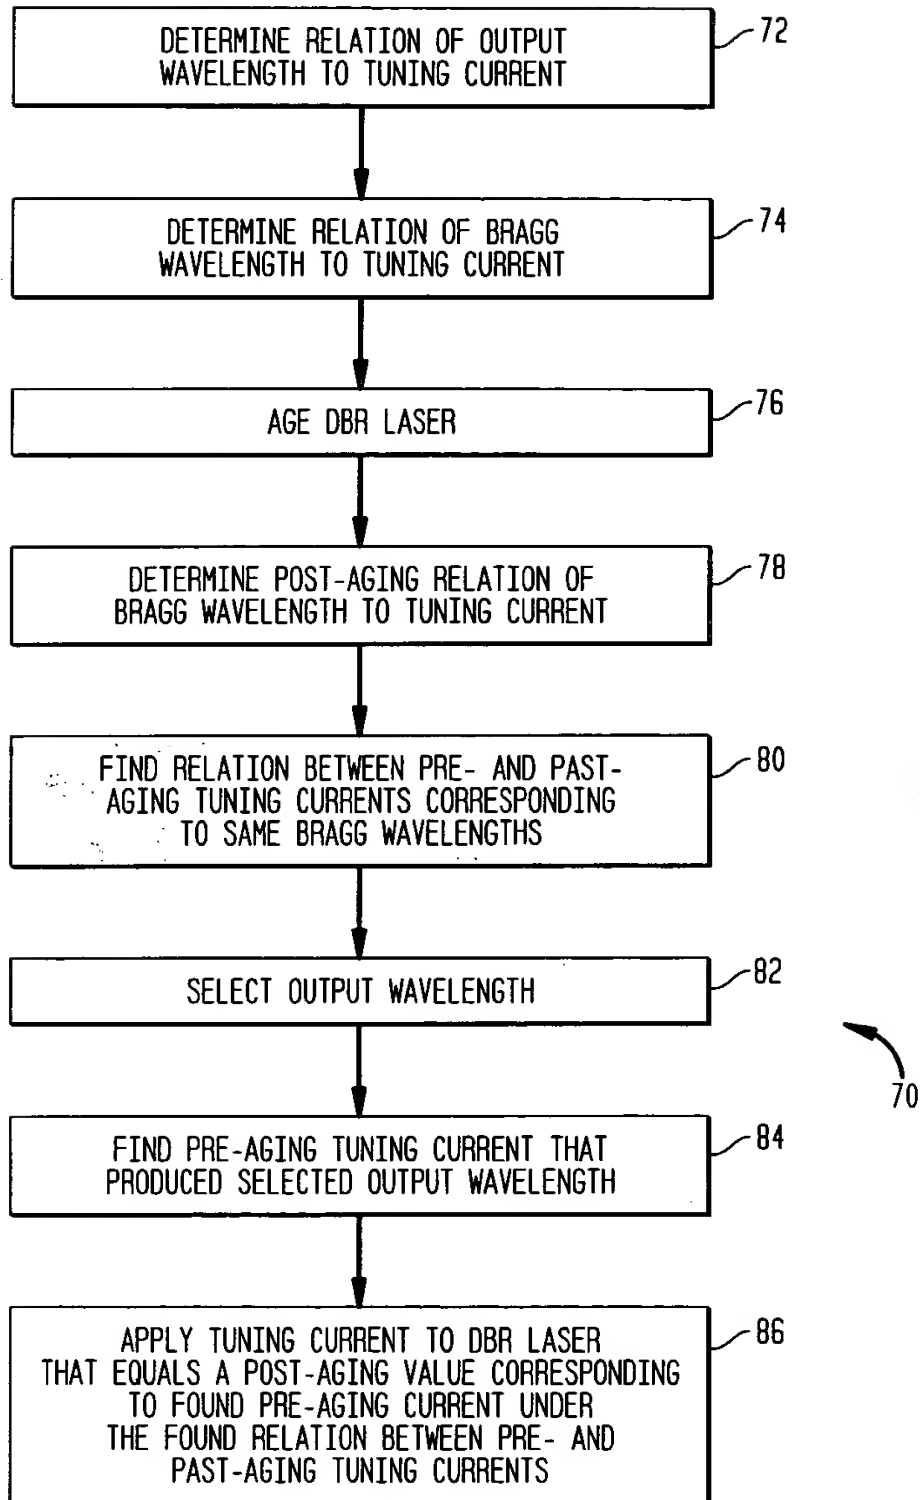 DETERMINE RELATION OF OUTPUT
WAVELENGTH TO TUNING CURRENT
72
DETERMINE RELATION OF BRAGG
WAVELENGTH TO TUNING CURRENT
74
AGE DBR LASER
76
DETERMINE POST-AGING RELATION OF
BRAGG WAVELENGTH TO TUNING CURRENT
78
FIND RELATION BETWEEN PRE- AND PAST-
AGING TUNING CURRENTS CORRESPONDING
TO SAME BRAGG WAVELENGTHS
80
SELECT OUTPUT WAVELENGTH
82
70
FIND PRE-AGING TUNING CURRENT THAT
PRODUCED SELECTED OUTPUT WAVELENGTH
84
APPLY TUNING CURRENT TO DBR LASER
THAT EQUALS A POST-AGING VALUE CORRESPONDING
TO FOUND PRE-AGING CURRENT UNDER
THE FOUND RELATION BETWEEN PRE- AND
PAST-AGING TUNING CURRENTS
86